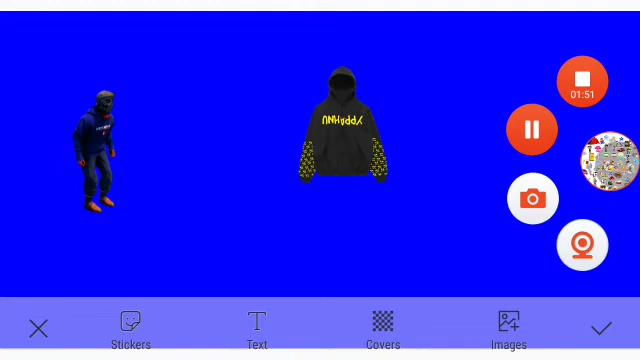 UNHAPPY
01:51
Stickers
Text
Covers
Images